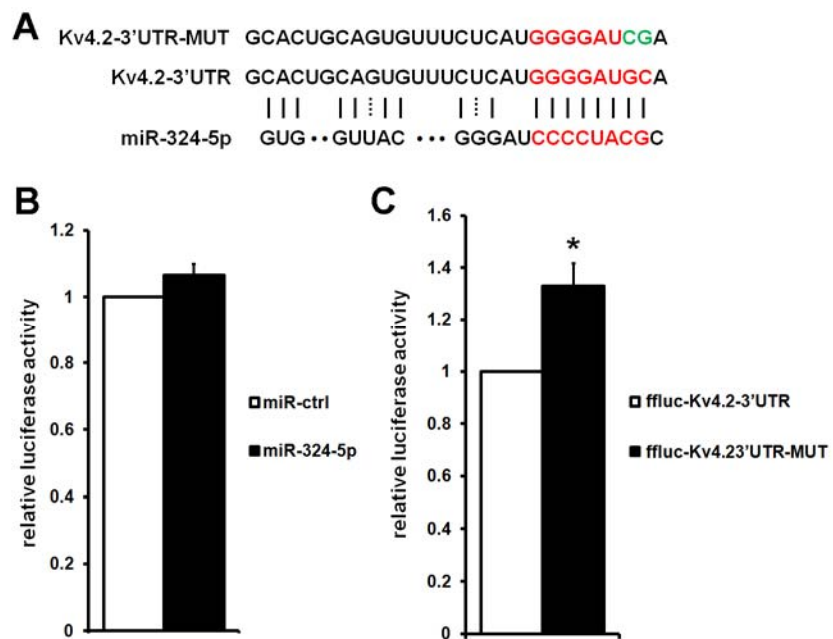 A
Kv4.2-3'UTR-MUT GCACUGCAGUGUUUCUCAUGGGGAUCGA
Kv4.2-3'UTR GCACUGCAGUGUUUCUCAUGGGGAUGCA
miR-324-5p GUG••GUUAC •••GGGAUCCCCUACGC
B
relative luciferase activity
1.2
1
0.8
0.6
0.4
0.2
0
miR-ctrl
miR-324-5p
C
relative luciferase activity
1.6
1.4
1.2
1
0.8
0.6
0.4
0.2
0
*
ffluc-Kv4.2-3'UTR
ffluc-Kv4.23'UTR-MUT